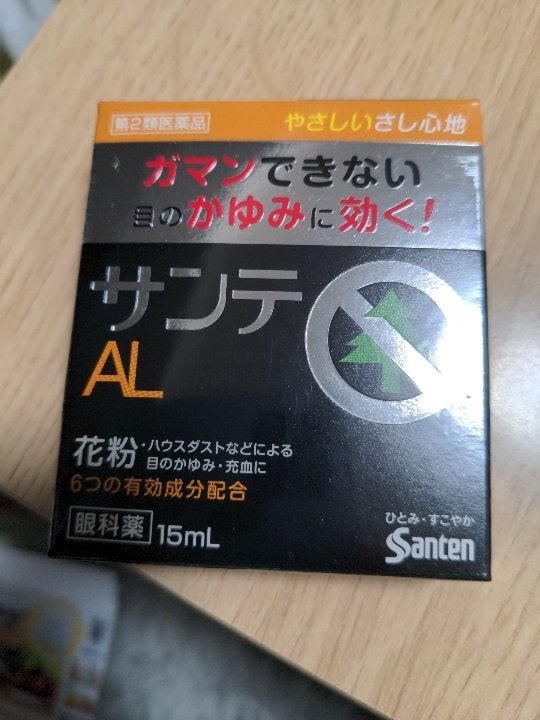 第2類医薬品
やさしいさし心地
ガマンできない
目のかゆみに効く!
サンテ
AL
花粉・ハウスダストなどによる
目のかゆみ・充血に
6つの有効成分配合
眼科薬 15mL
ひとみ・すこやか
Santen